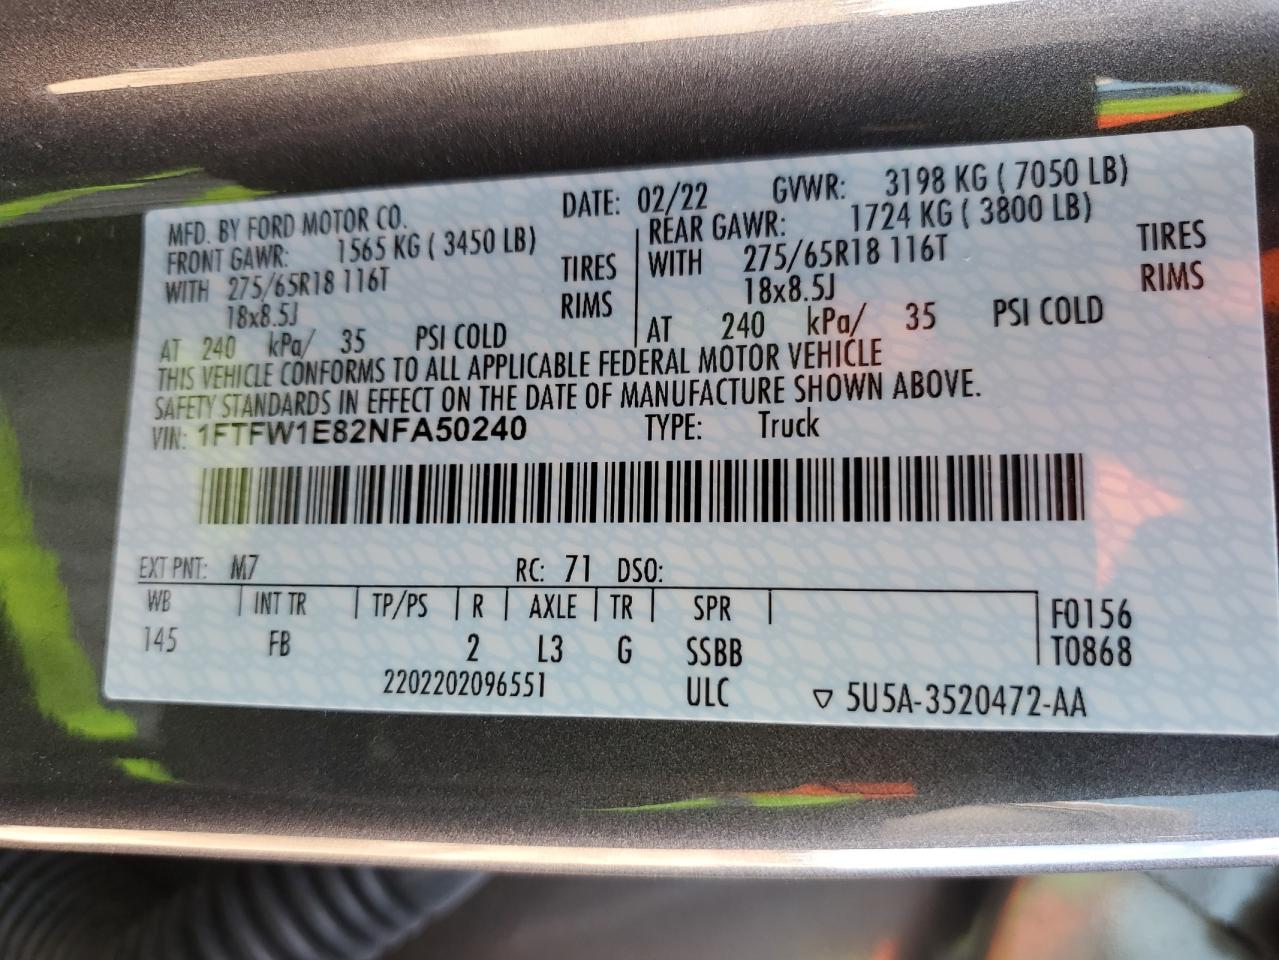 MFD. BY FORD MOTOR CO. DATE: 02/22 GVWR: 3198 KG ( 7050 LB)
FRONT GAWR: 1565 KG ( 3450 LB) REAR GAWR: 1724 KG ( 3800 LB)
WITH 275/65R18 116T TIRES WITH 275/65R18 116T TIRES
18x8.5J RIMS 18x8.5J RIMS
AT 240 kPa/ 35 PSI COLD AT 240 kPa/ 35 PSI COLD
THIS VEHICLE CONFORMS TO ALL APPLICABLE FEDERAL MOTOR VEHICLE
SAFETY STANDARDS IN EFFECT ON THE DATE OF MANUFACTURE SHOWN ABOVE.
VIN: 1FTFW1E82NFA50240 TYPE: Truck
EXT PNT: M7 RC: 71 DSO:
WB INT TR TP/PS R AXLE TR SPR F0156
145 FB 2 L3 G SSBB T0868
2202202096551 ULC ▽ 5U5A-3520472-AA